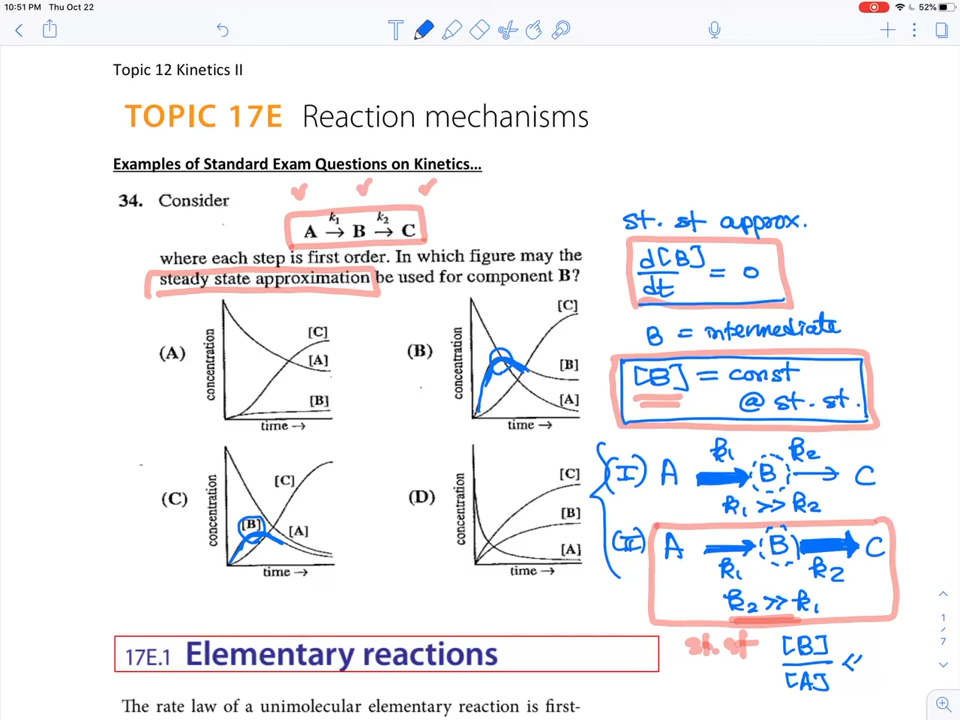 10:51 PM Thu Oct 22
52%
Topic 12 Kinetics II
TOPIC 17E Reaction mechanisms
Examples of Standard Exam Questions on Kinetics...
34. Consider
A k₁→ B k₂→ C
where each step is first order. In which figure may the
steady state approximation be used for component B?
(A)
concentration
[C]
[A]
[B]
time →
(B)
concentration
[C]
[B]
[A]
time →
(C)
concentration
[B]
[C]
[A]
time →
(D)
concentration
[C]
[B]
[A]
time →
st. st approx.
d[B]
dt = 0
B = intermediate
[B] = const
@ st. st.
(I) A k₁→ B k₂→ C
k₁ >> k₂
(II) A → B → C
k₁ k₂
k₂ >> k₁
st. st
[B]
[A] <<
17E.1 Elementary reactions
The rate law of a unimolecular elementary reaction is first-
1
/
7